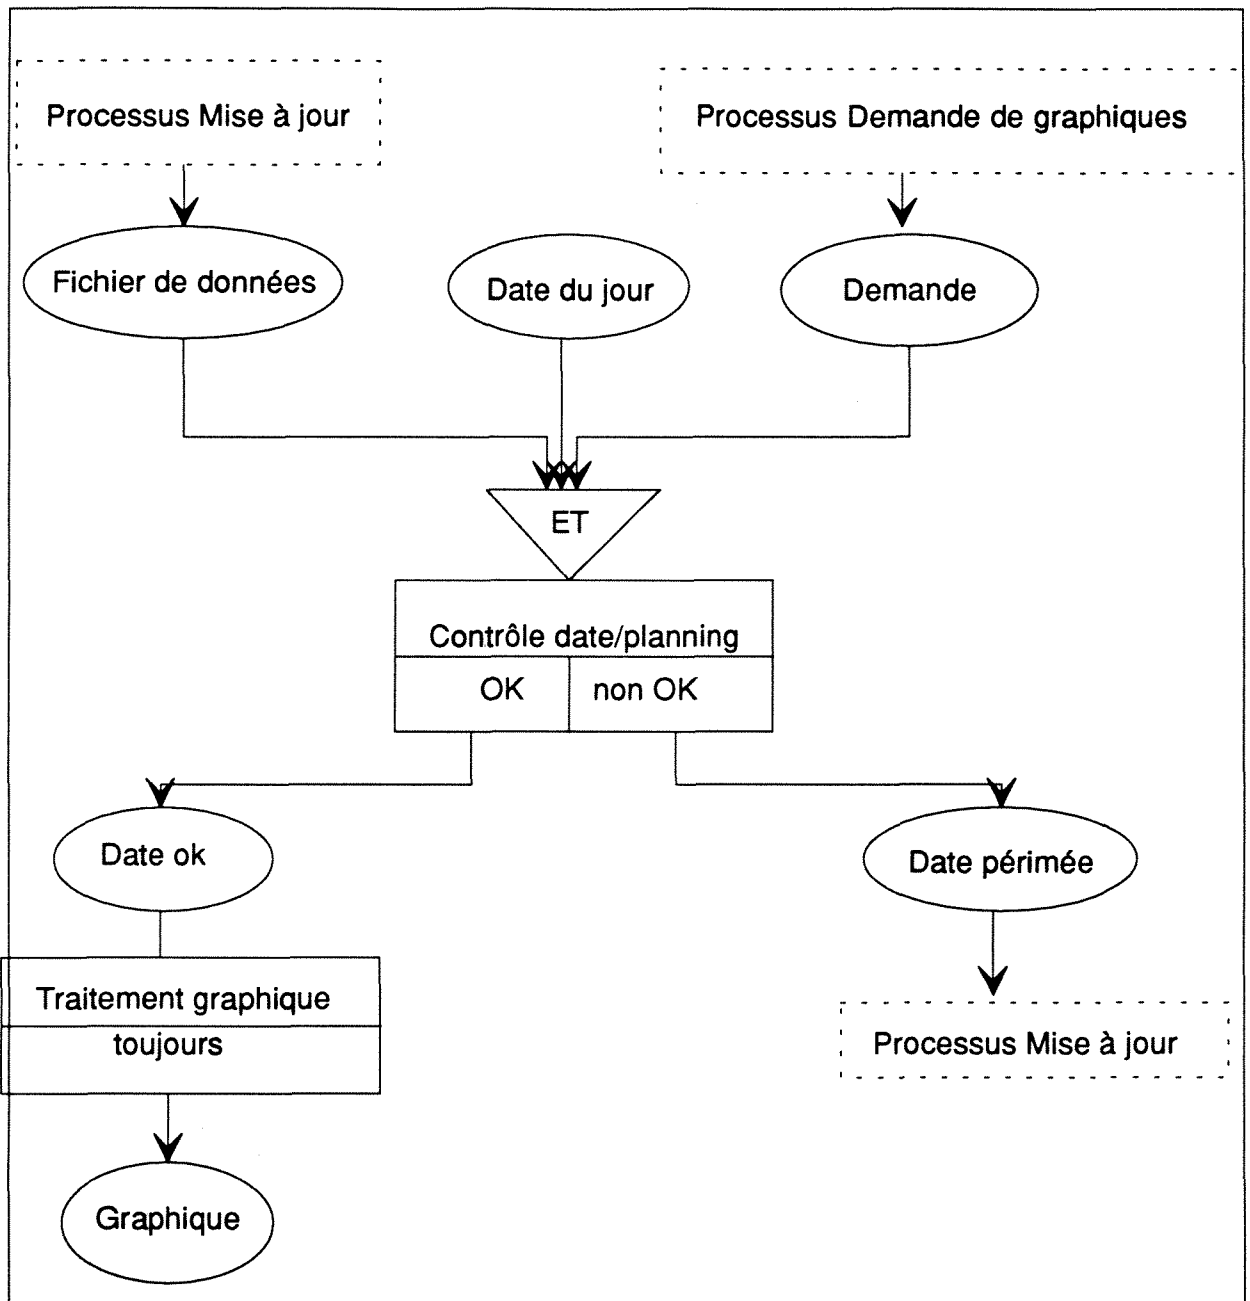 Processus Mise à jour
Processus Demande de graphiques
Fichier de données
Date du jour
Demande
ET
Contrôle date/planning
OK
non OK
Date ok
Date périmée
Traitement graphique
toujours
Processus Mise à jour
Graphique